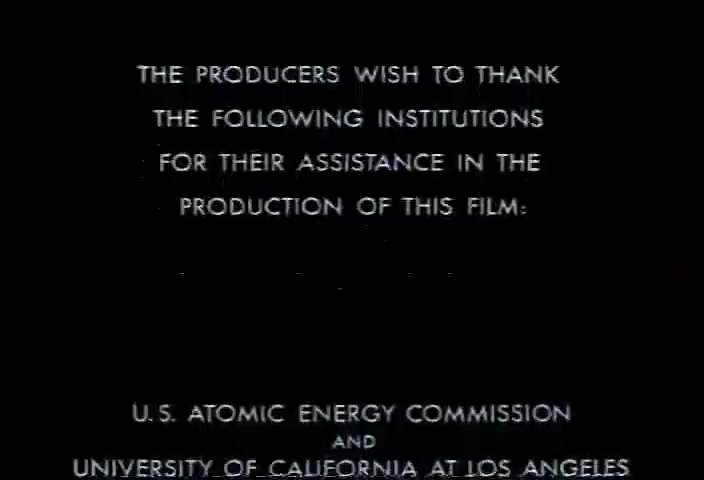 THE PRODUCERS WISH TO THANK
THE FOLLOWING INSTITUTIONS
FOR THEIR ASSISTANCE IN THE
PRODUCTION OF THIS FILM:
U.S. ATOMIC ENERGY COMMISSION
AND
UNIVERSITY OF CALIFORNIA AT LOS ANGELES